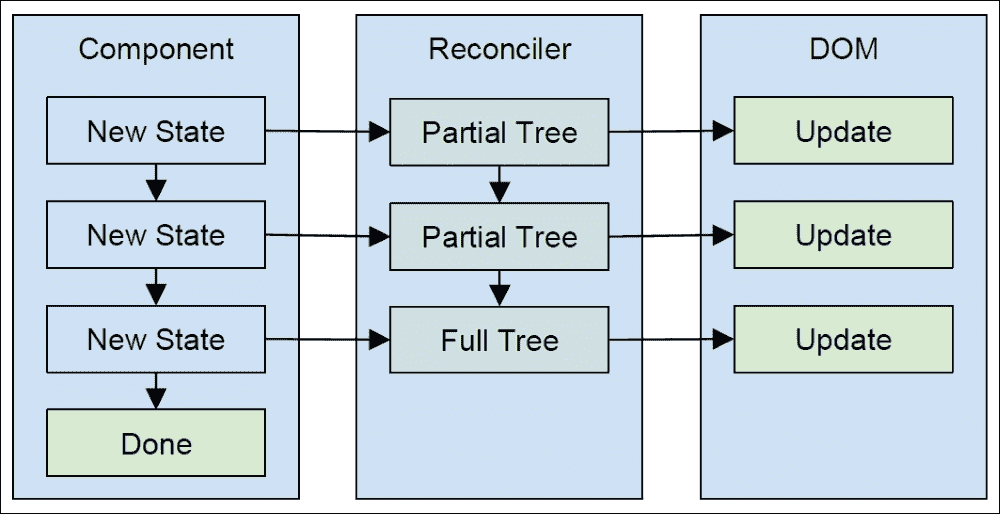 Component
Reconciler
DOM
New State
Partial Tree
Update
New State
Partial Tree
Update
New State
Full Tree
Update
Done